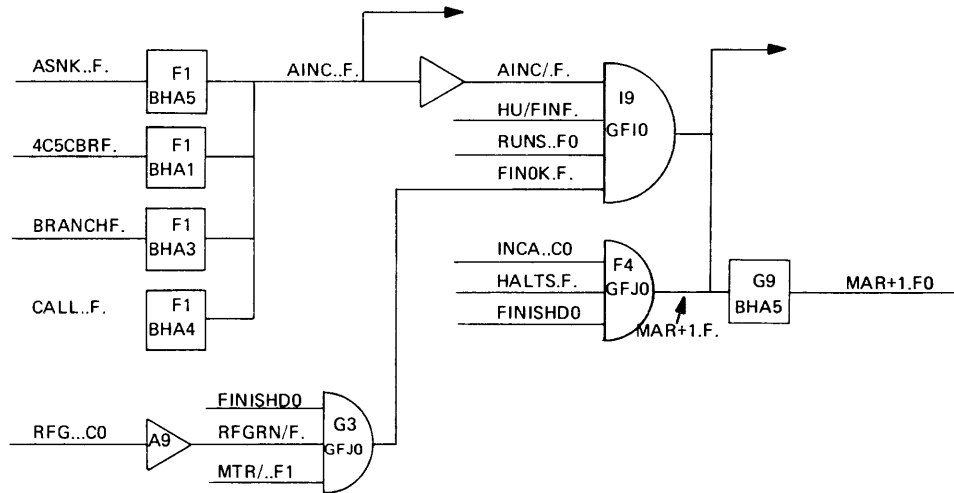 ASNK..F.
F1
BHA5
AINC..F.
AINC/.F.
I9
GFI0
HU/FINF.
RUNS..F0
FIN0K.F.
4C5CBRF.
F1
BHA1
BRANCHF.
F1
BHA3
CALL..F.
F1
BHA4
INCA..C0
F4
GFJ0
HALTS.F.
FINISHD0
MAR+1.F.
G9
BHA5
MAR+1.F0
FINISHD0
G3
GFJ0
RFG...C0
A9
RFGRN/F.
MTR/..F1